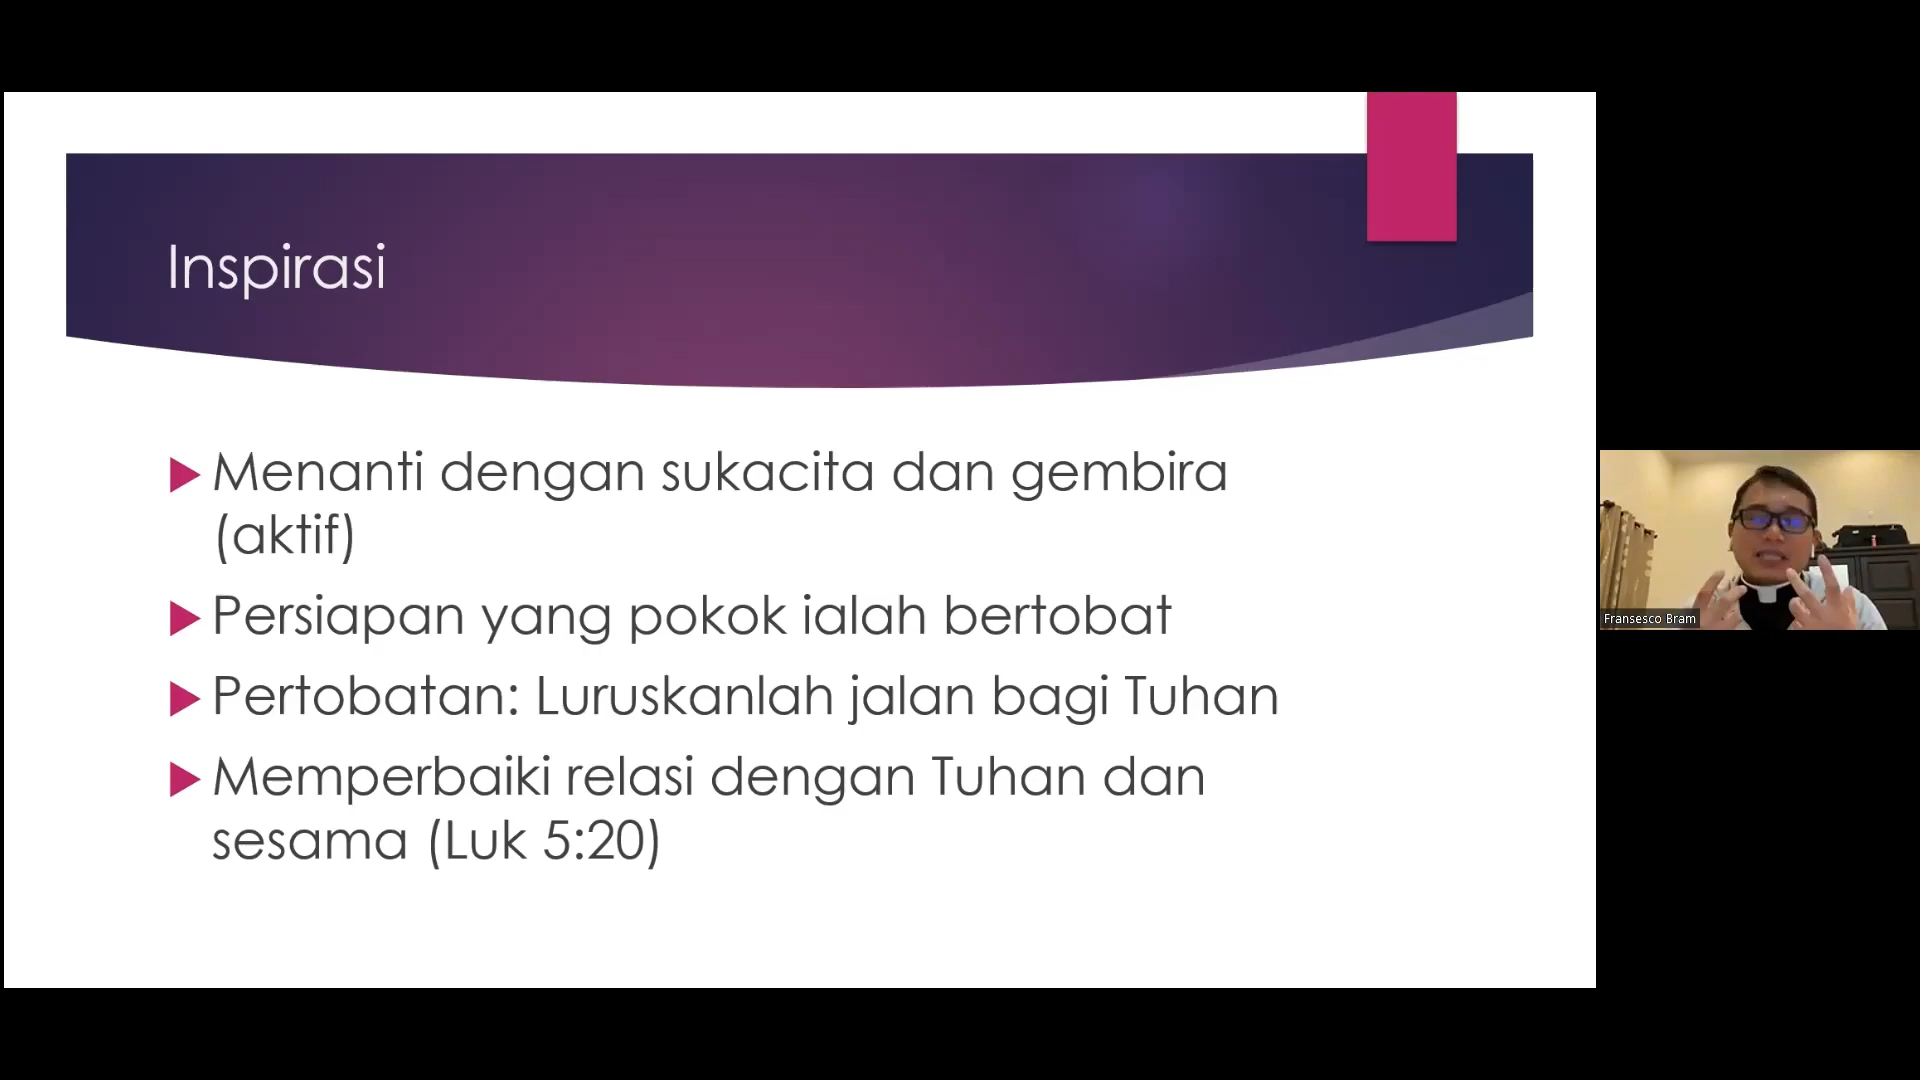 Inspirasi
Menanti dengan sukacita dan gembira
(aktif)
Persiapan yang pokok ialah bertobat
Pertobatan: Luruskanlah jalan bagi Tuhan
Memperbaiki relasi dengan Tuhan dan
sesama (Luk 5:20)
Fransesco Bram